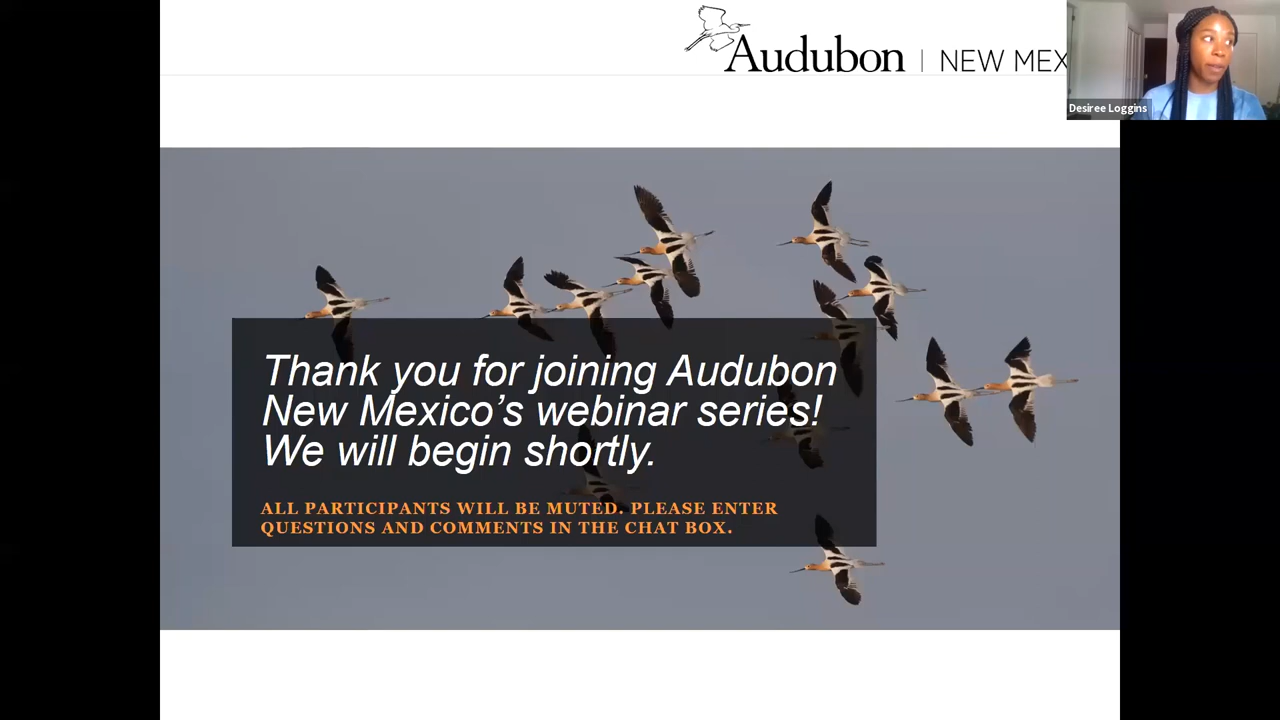 Audubon | NEW MEX
Desiree Loggins
Thank you for joining Audubon
New Mexico's webinar series!
We will begin shortly.
ALL PARTICIPANTS WILL BE MUTED. PLEASE ENTER
QUESTIONS AND COMMENTS IN THE CHAT BOX.